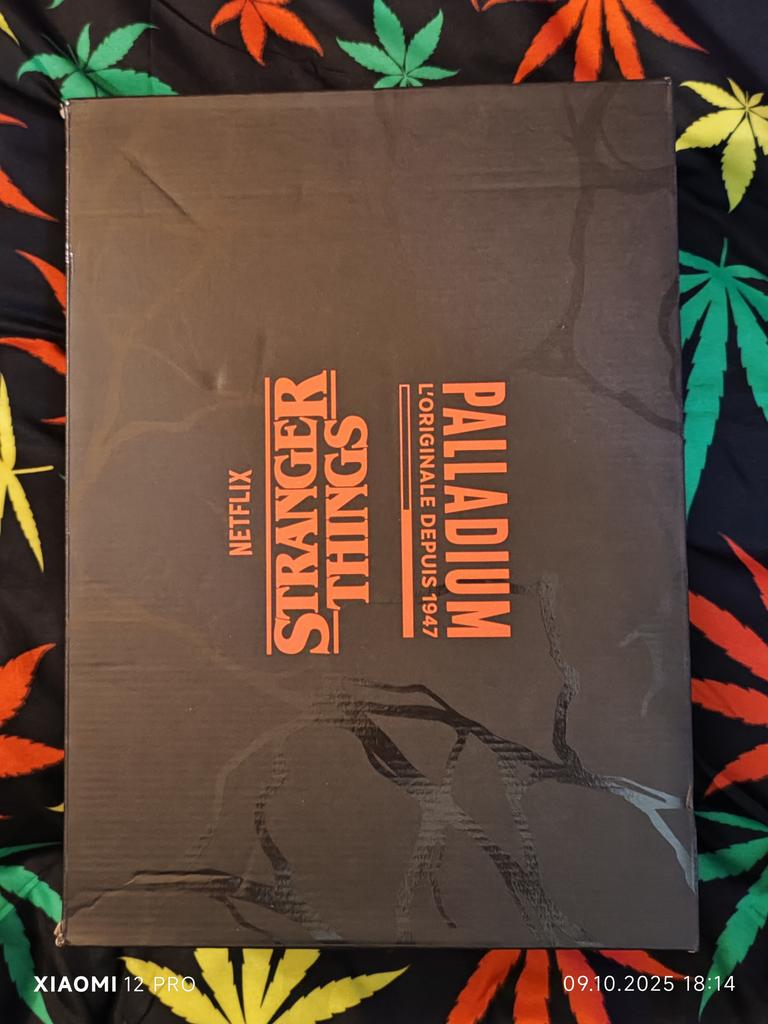 NETFLIX
STRANGER
THINGS
PALLADIUM
L'ORIGINALE DEPUIS 1947
XIAOMI 12 PRO
09.10.2025 18:14